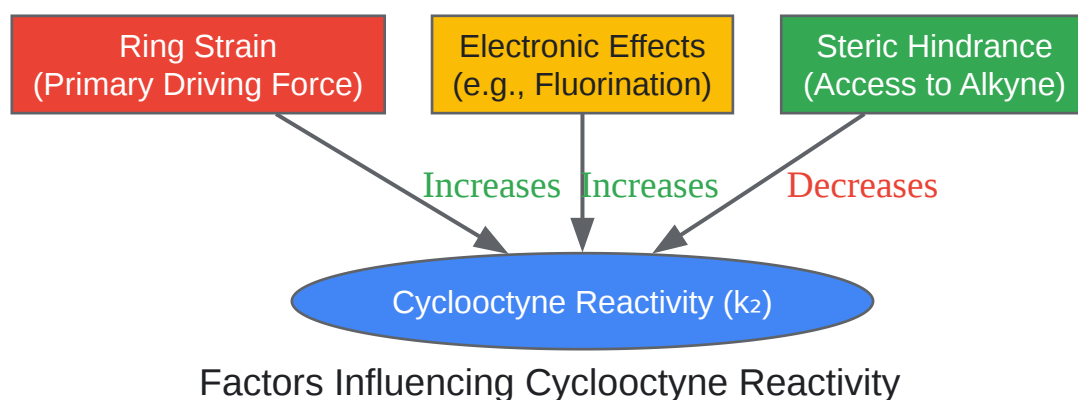 Ring Strain
(Primary Driving Force)
Electronic Effects
(e.g., Fluorination)
Steric Hindrance
(Access to Alkyne)
Increases
Increases
Decreases
Cyclooctyne Reactivity (k₂)
Factors Influencing Cyclooctyne Reactivity